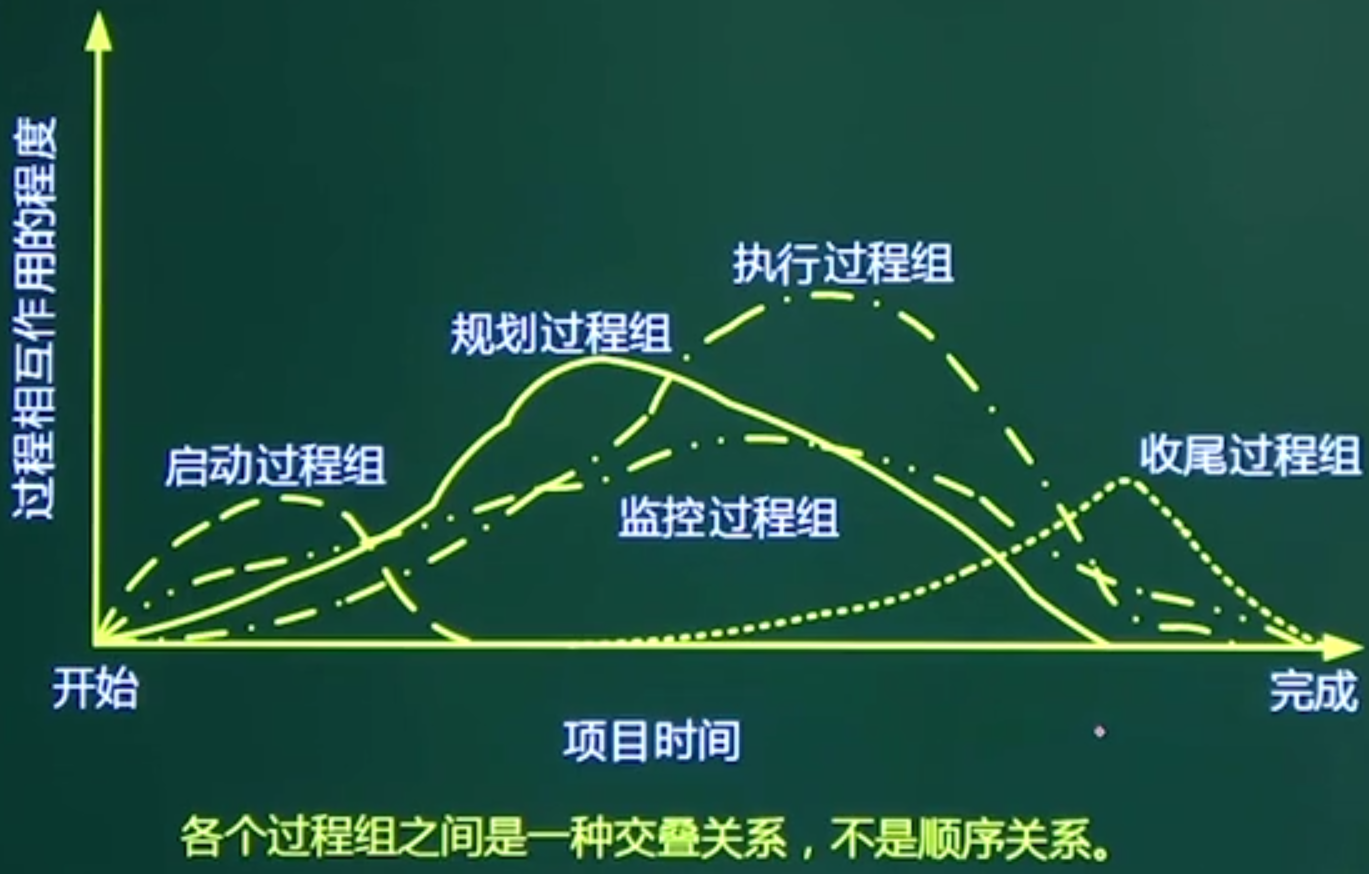 过程相互作用的程度
执行过程组
规划过程组
启动过程组
收尾过程组
监控过程组
开始
完成
项目时间
各个过程组之间是一种交叠关系，不是顺序关系。